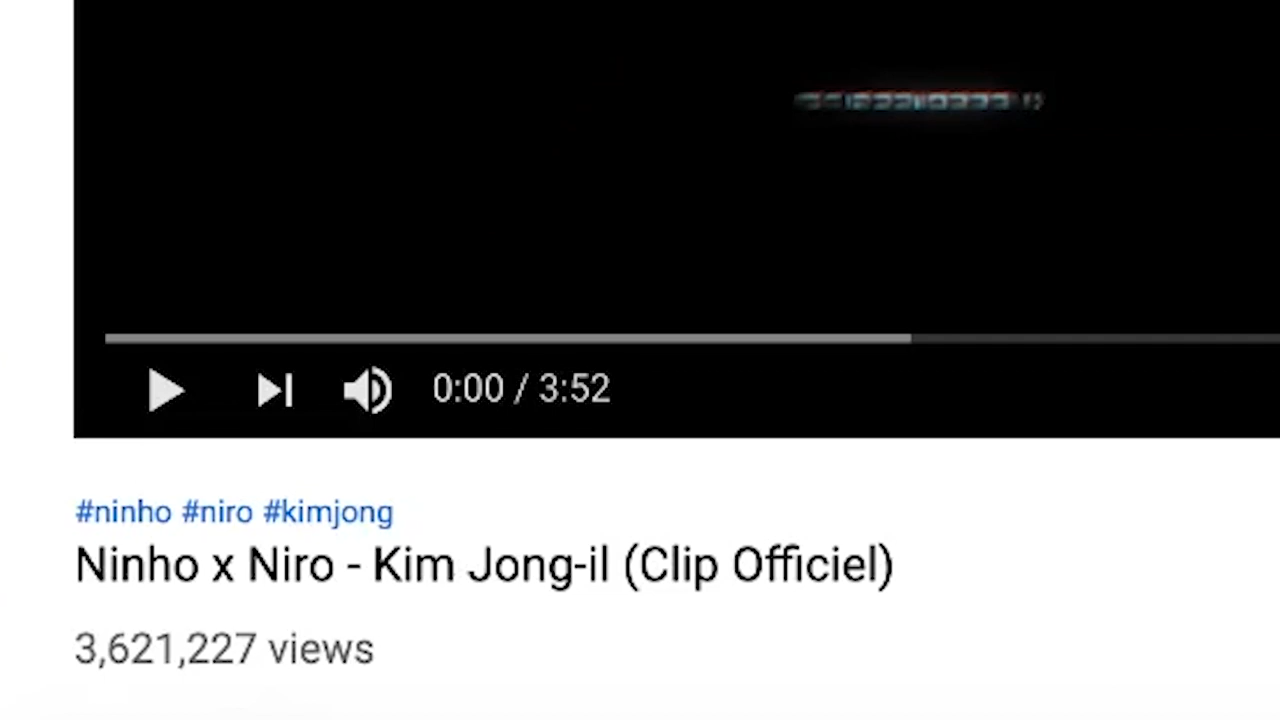 0:00 / 3:52
#ninho #niro #kimjong
Ninho x Niro - Kim Jong-il (Clip Officiel)
3,621,227 views